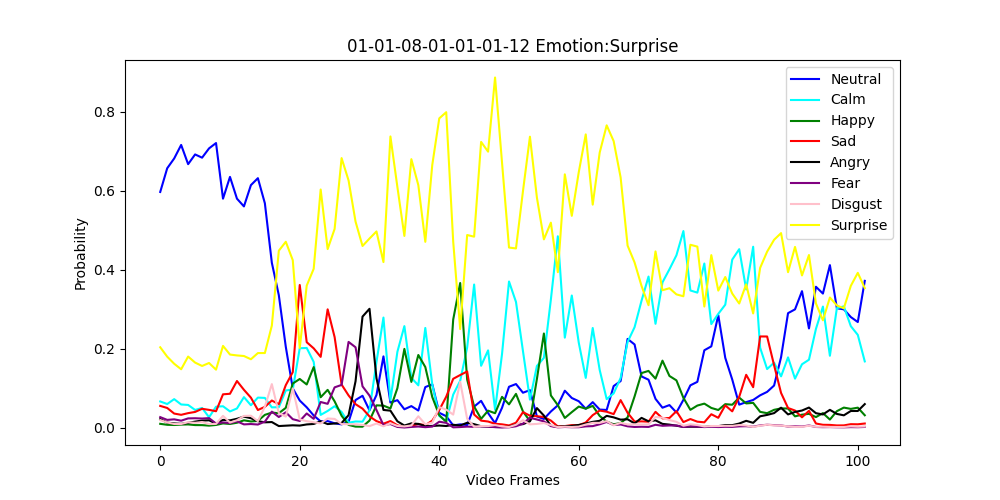 01-01-08-01-01-01-12 Emotion:Surprise
Neutral
Calm
Happy
Sad
Angry
Fear
Disgust
Surprise
Probability
0.8
0.6
0.4
0.2
0.0
0 20 40 60 80 100
Video Frames